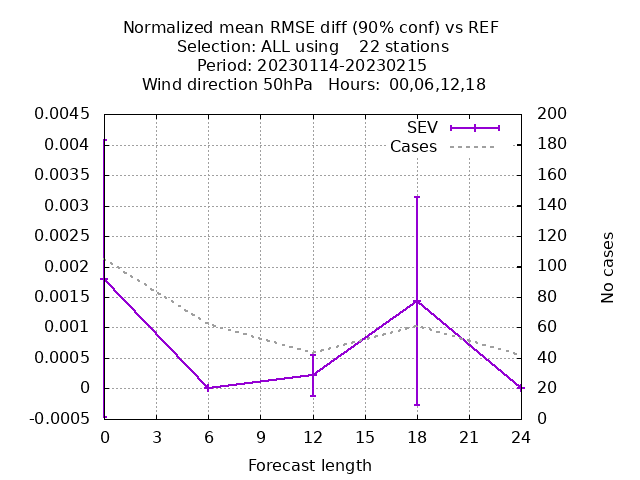 Normalized mean RMSE diff (90% conf) vs REF
Selection: ALL using    22 stations
Period: 20230114-20230215
Wind direction 50hPa   Hours: 00,06,12,18
0.0045
0.004
0.0035
0.003
0.0025
0.002
0.0015
0.001
0.0005
0
-0.0005
SEV
Cases
200
180
160
140
120
100
80
60
40
20
0
No cases
0 3 6 9 12 15 18 21 24
Forecast length